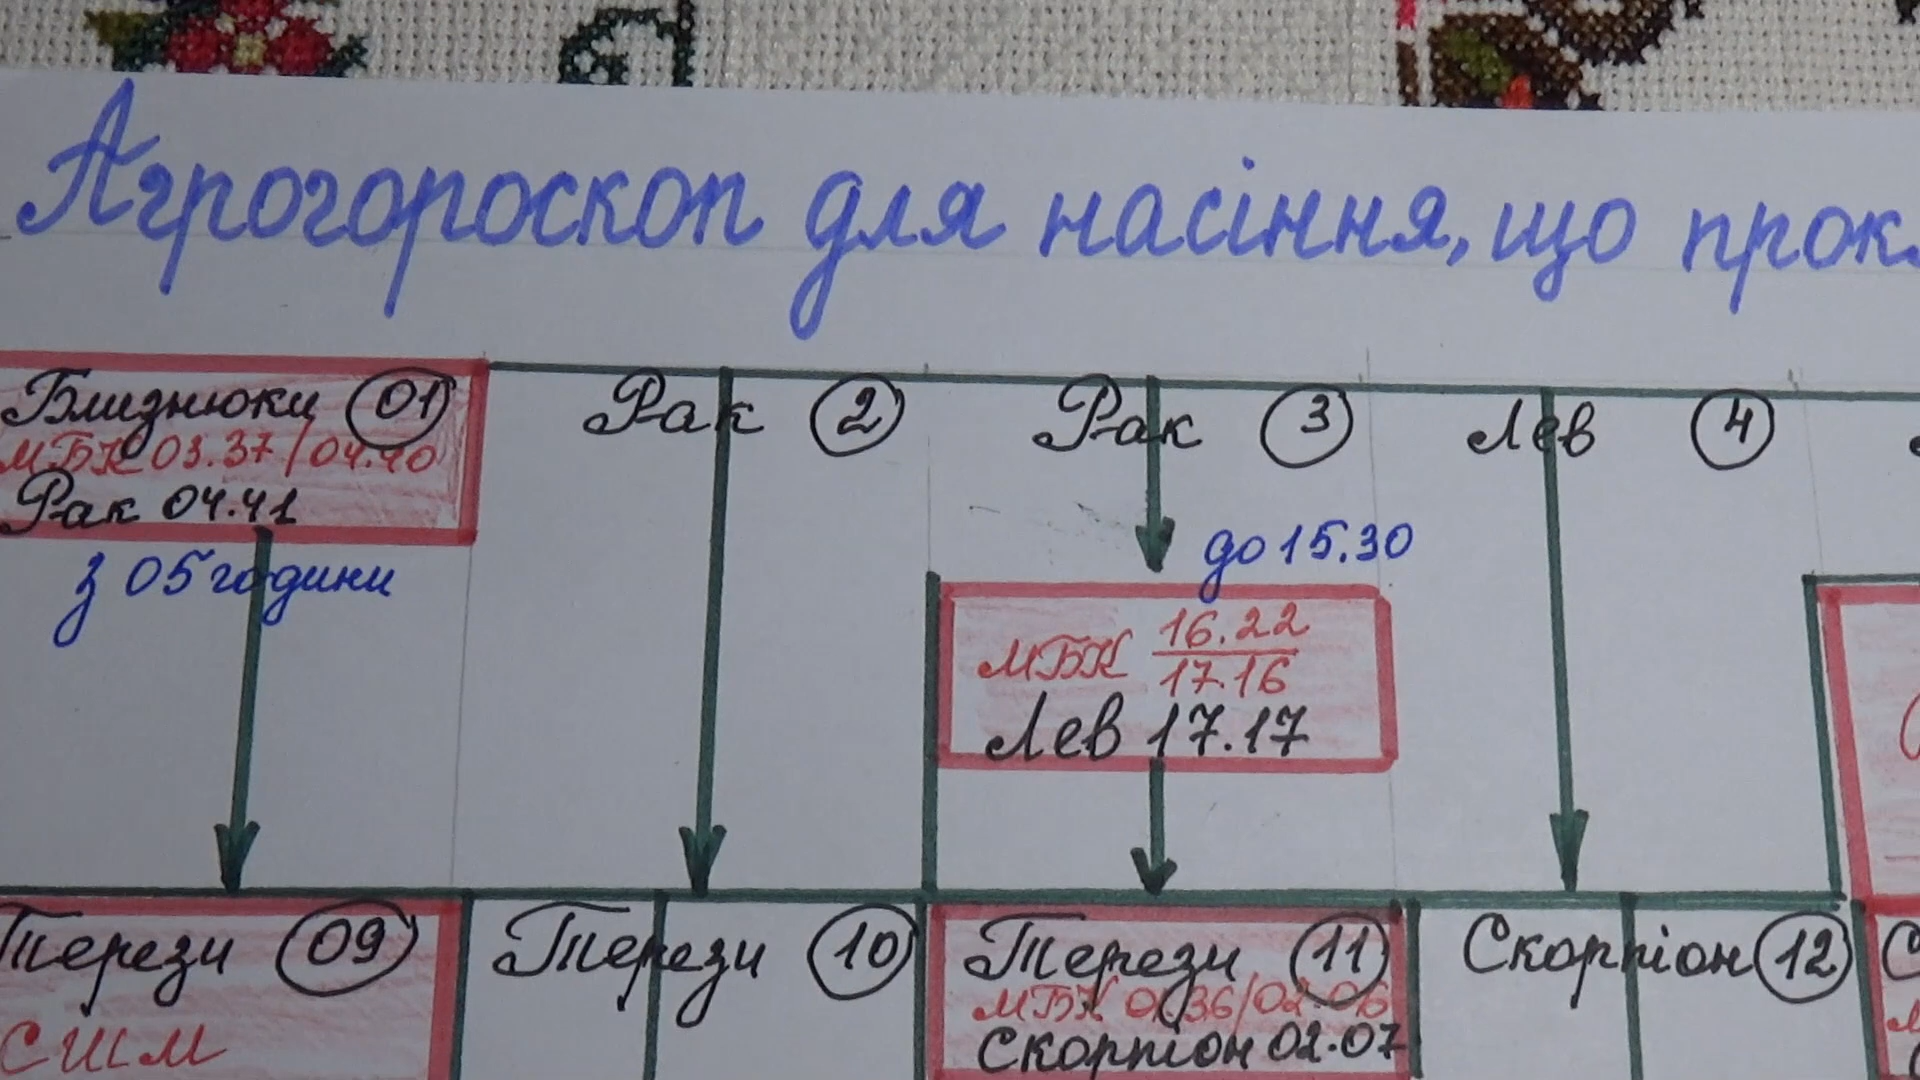 Агрогороскоп для насіння, що
Близнюки 01
МБК 03.37/04.40
Рак 04.41
з 05 години
Рак 2
Рак 3
до 15.30
МБК 16.22
17.16
Лев 17.17
Лев 4
Терези 09
СШМ
Терези 10
Терези 11
МБК 01.36/02.06
Скорпіон 02.07
Скорпіон 12